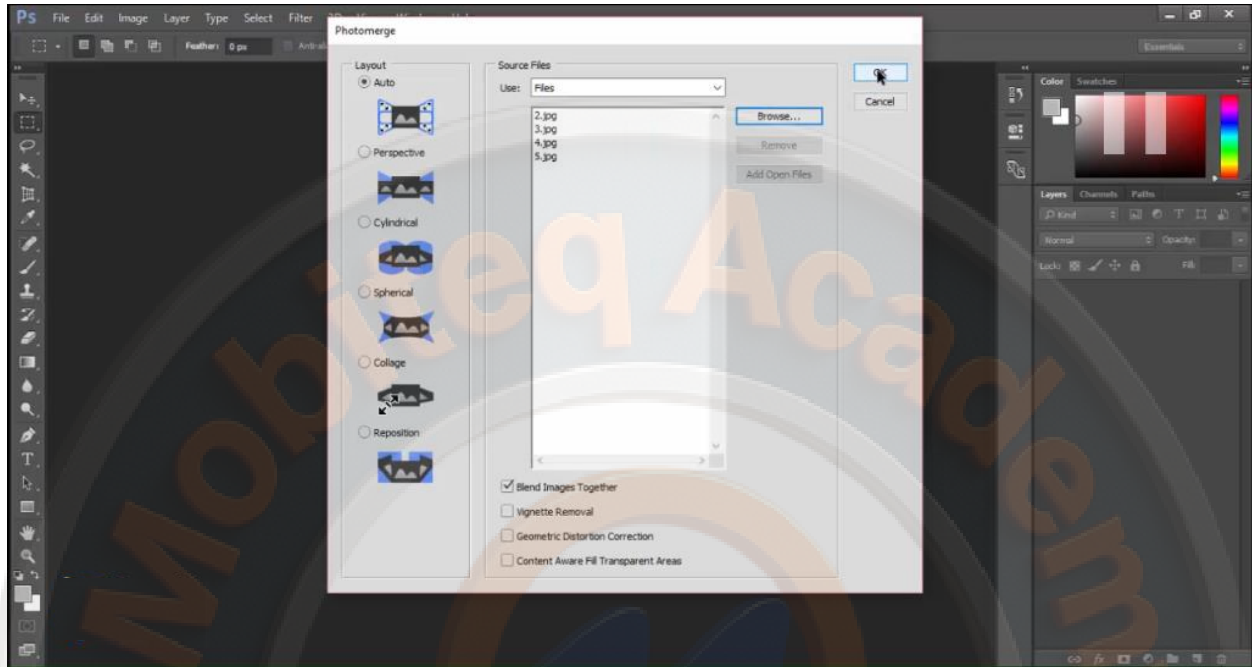 Ps File Edit Image Layer Type Select Filter
Feather: 0 px
Essentials
Photomerge
Layout
Auto
Perspective
Cylindrical
Spherical
Collage
Reposition
Source Files
Use: Files
2.jpg
3.jpg
4.jpg
5.jpg
Browse...
Remove
Add Open Files
Cancel
Blend Images Together
Vignette Removal
Geometric Distortion Correction
Content Aware Fill Transparent Areas
Color Swatches
Layers Channels Paths
Kind
Normal Opacity:
Lock: Fill:
Mobiteq Academ